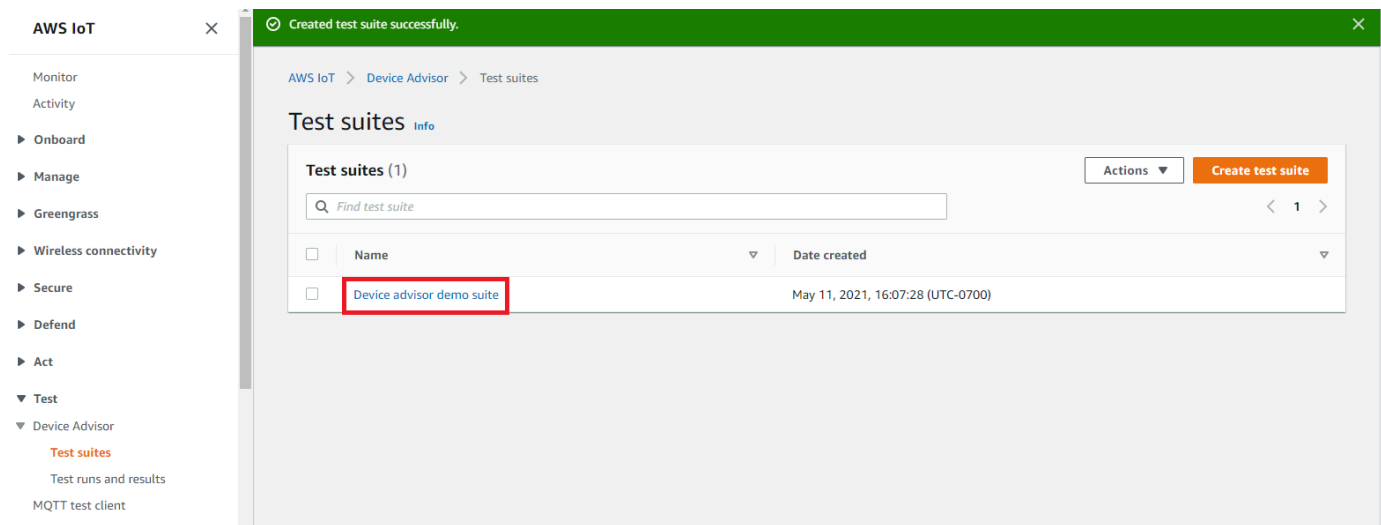 AWS IoT
Monitor
Activity
Onboard
Manage
Greengrass
Wireless connectivity
Secure
Defend
Act
Test
Device Advisor
Test suites
Test runs and results
MQTT test client
Created test suite successfully.
AWS IoT > Device Advisor > Test suites
Test suites Info
Test suites (1)
Actions
Create test suite
Find test suite
1
Name
Date created
Device advisor demo suite
May 11, 2021, 16:07:28 (UTC-0700)